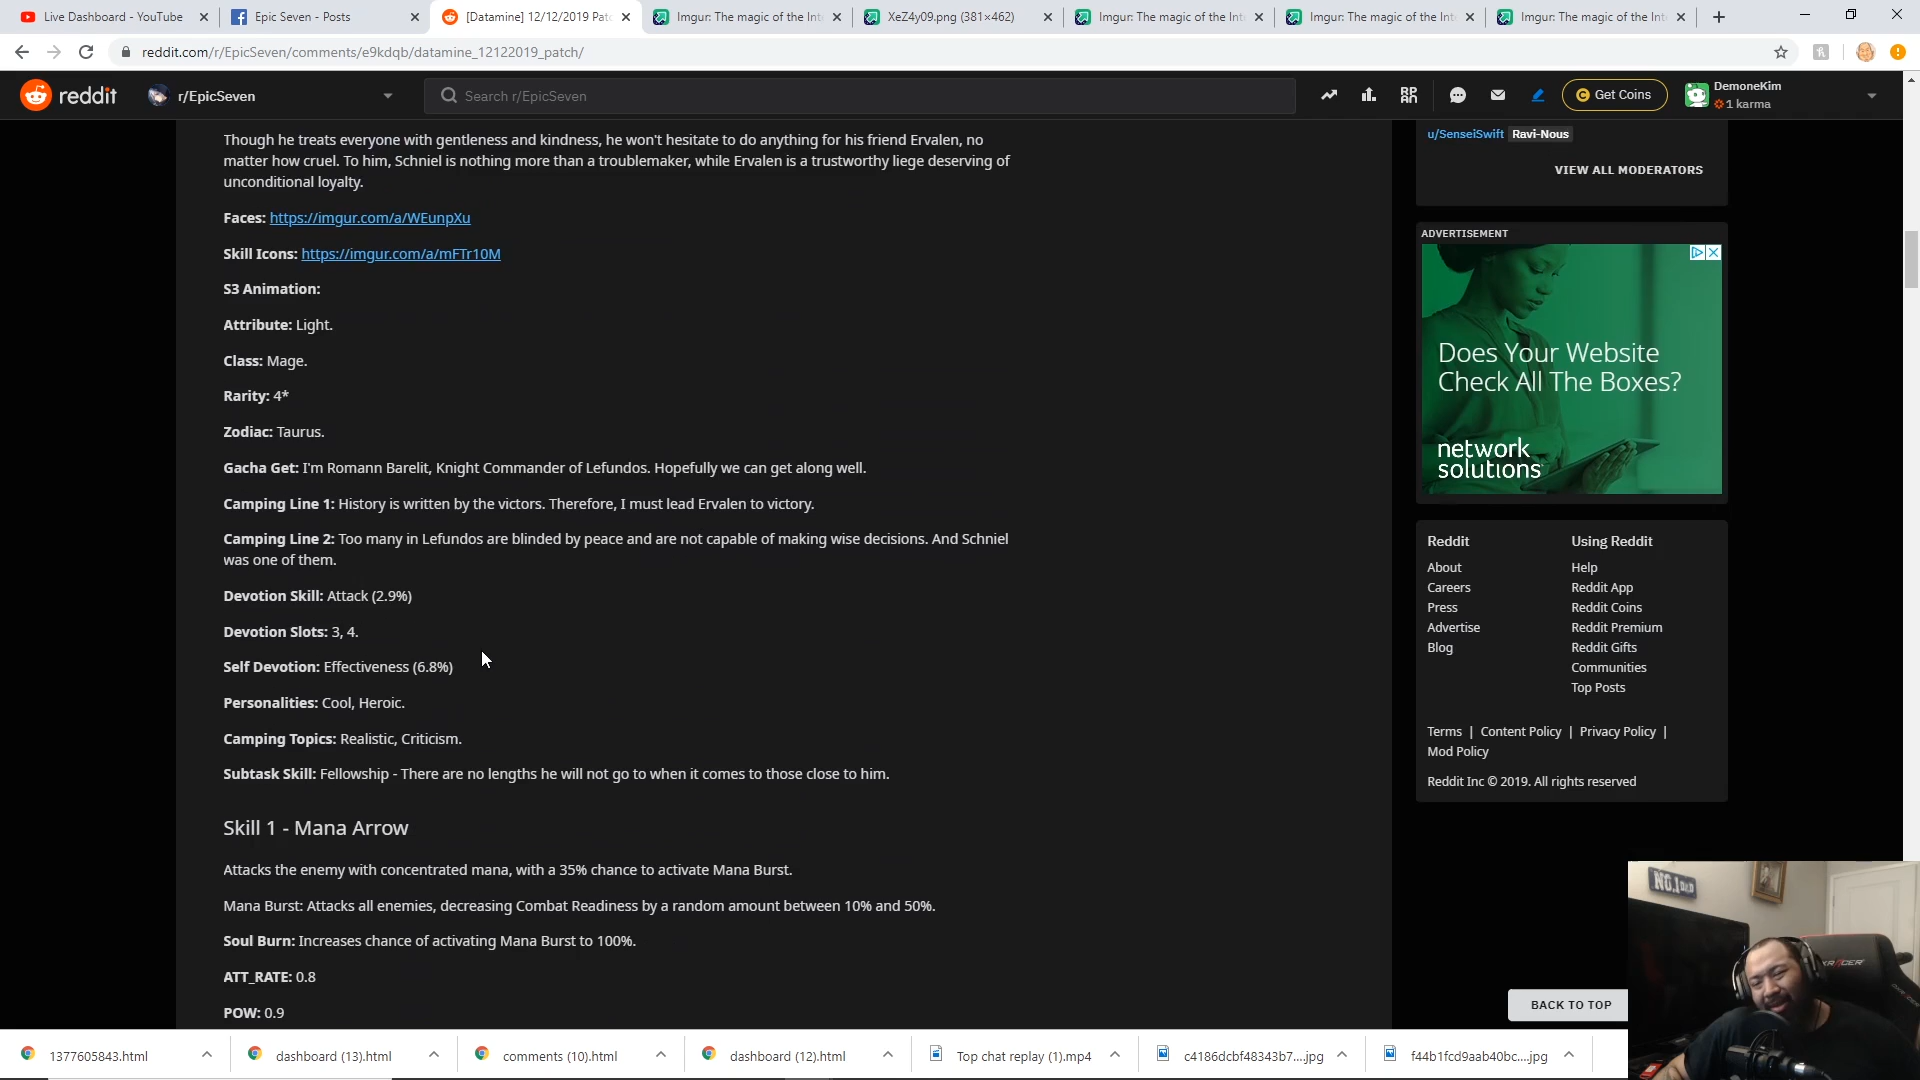 Live Dashboard - YouTube
Epic Seven - Posts
[Datamine] 12/12/2019 Patc
Imgur: The magic of the Inte
XeZ4y09.png (381×462)
Imgur: The magic of the Inte
Imgur: The magic of the Inte
Imgur: The magic of the Inte
reddit.com/r/EpicSeven/comments/e9kdqb/datamine_12122019_patch/
reddit
r/EpicSeven
Search r/EpicSeven
Get Coins
DemoneKim
1 karma
Though he treats everyone with gentleness and kindness, he won't hesitate to do anything for his friend Ervalen, no
matter how cruel. To him, Schniel is nothing more than a troublemaker, while Ervalen is a trustworthy liege deserving of
unconditional loyalty.
Faces: https://imgur.com/a/WEunpXu
Skill Icons: https://imgur.com/a/mFTr10M
S3 Animation:
Attribute: Light.
Class: Mage.
Rarity: 4*
Zodiac: Taurus.
Gacha Get: I'm Romann Barelit, Knight Commander of Lefundos. Hopefully we can get along well.
Camping Line 1: History is written by the victors. Therefore, I must lead Ervalen to victory.
Camping Line 2: Too many in Lefundos are blinded by peace and are not capable of making wise decisions. And Schniel
was one of them.
Devotion Skill: Attack (2.9%)
Devotion Slots: 3, 4.
Self Devotion: Effectiveness (6.8%)
Personalities: Cool, Heroic.
Camping Topics: Realistic, Criticism.
Subtask Skill: Fellowship - There are no lengths he will not go to when it comes to those close to him.
Skill 1 - Mana Arrow
Attacks the enemy with concentrated mana, with a 35% chance to activate Mana Burst.
Mana Burst: Attacks all enemies, decreasing Combat Readiness by a random amount between 10% and 50%.
Soul Burn: Increases chance of activating Mana Burst to 100%.
ATT_RATE: 0.8
POW: 0.9
u/SenseiSwift Ravi-Nous
VIEW ALL MODERATORS
ADVERTISEMENT
Does Your Website
Check All The Boxes?
network
solutions
Reddit
About
Careers
Press
Advertise
Blog
Using Reddit
Help
Reddit App
Reddit Coins
Reddit Premium
Reddit Gifts
Communities
Top Posts
Terms | Content Policy | Privacy Policy |
Mod Policy
Reddit Inc © 2019. All rights reserved
BACK TO TOP
1377605843.html
dashboard (13).html
comments (10).html
dashboard (12).html
Top chat replay (1).mp4
c4186dcbf48343b7....jpg
f44b1fcd9aab40bc....jpg